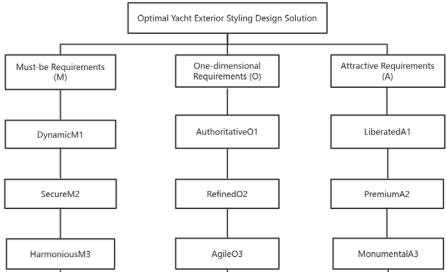 Optimal Yacht Exterior Styling Design Solution
Must-be Requirements
(M)
One-dimensional
Requirements (O)
Attractive Requirements
(A)
DynamicM1
AuthoritativeO1
LiberatedA1
SecureM2
RefinedO2
PremiumA2
HarmoniousM3
AgileO3
MonumentalA3